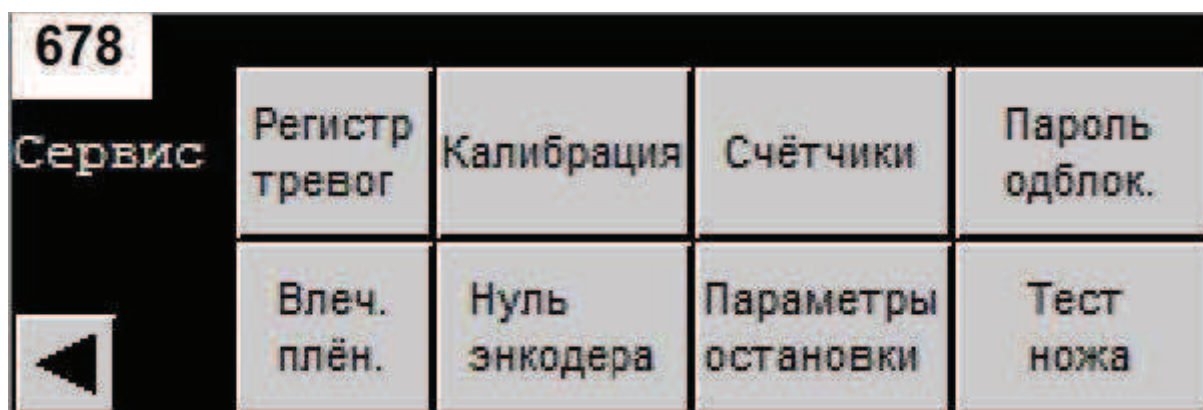 678
Сервис
Регистр
тревог
Калибрация
Счётчики
Пароль
одблок.
Влеч.
плён.
Нуль
энкодера
Параметры
остановки
Тест
ножа